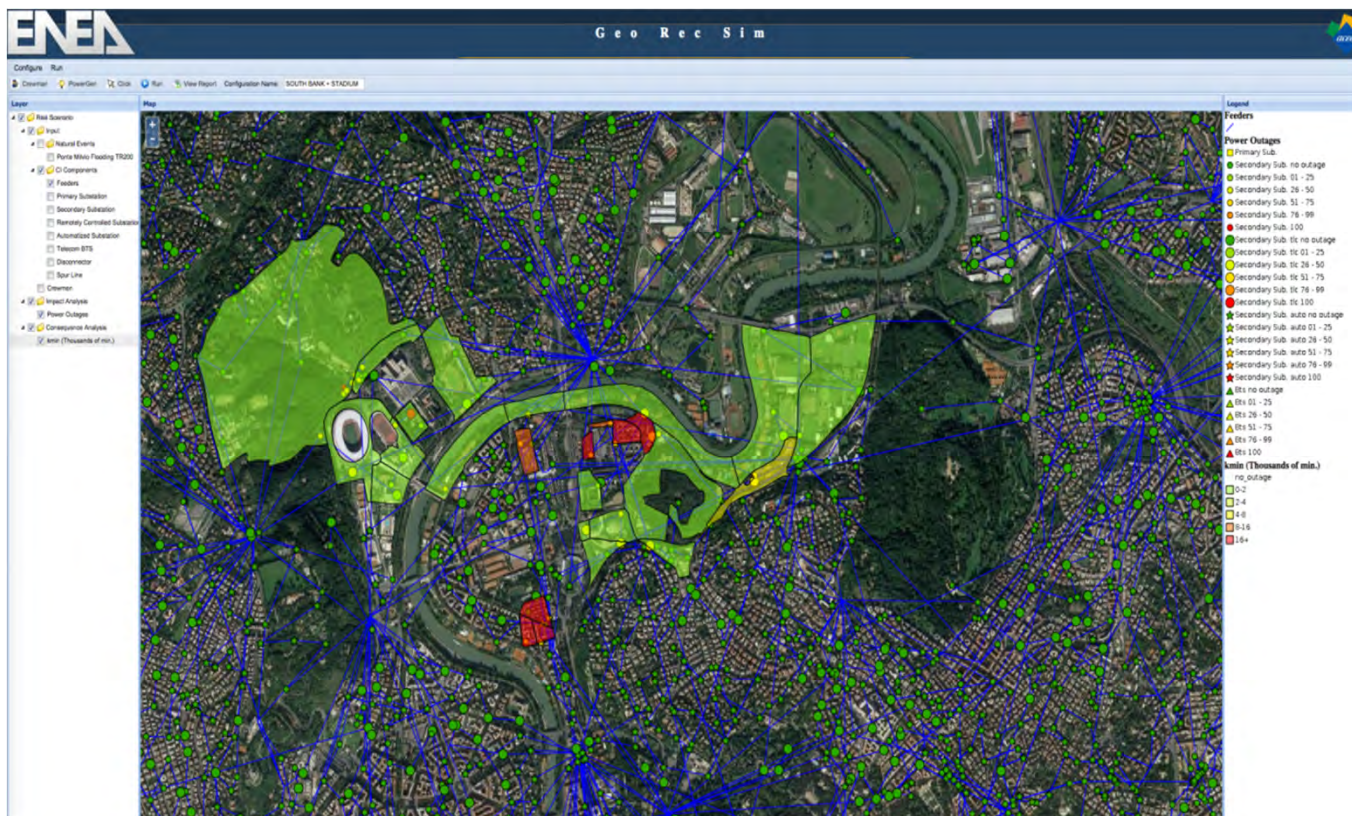 ENEA
Geo Rec Sim
acea
Configure Run
Crewmen PowerGen Click Run View Report Configuration Name: SOUTH BANK + STADIUM
Layer
Map
Legend
Risk Scenario
Input
Natural Events
Ponte Milvio Flooding TR200
CI Components
Feeders
Primary Substation
Secondary Substation
Remotely Controlled Substation
Automatized Substation
Telecom BTS
Disconnector
Spur Line
Crewmen
Impact Analysis
Power Outages
Consequence Analysis
kmin (Thousands of min.)
Feeders
Power Outages
Primary Sub.
Secondary Sub. no outage
Secondary Sub. 01 - 25
Secondary Sub. 26 - 50
Secondary Sub. 51 - 75
Secondary Sub. 76 - 99
Secondary Sub. 100
Secondary Sub. tlc no outage
Secondary Sub. tlc 01 - 25
Secondary Sub. tlc 26 - 50
Secondary Sub. tlc 51 - 75
Secondary Sub. tlc 76 - 99
Secondary Sub. tlc 100
Secondary Sub. auto no outage
Secondary Sub. auto 01 - 25
Secondary Sub. auto 26 - 50
Secondary Sub. auto 51 - 75
Secondary Sub. auto 76 - 99
Secondary Sub. auto 100
Bts no outage
Bts 01 - 25
Bts 26 - 50
Bts 51 - 75
Bts 76 - 99
Bts 100
kmin (Thousands of min.)
no_outage
0-2
2-4
4-8
8-16
16+